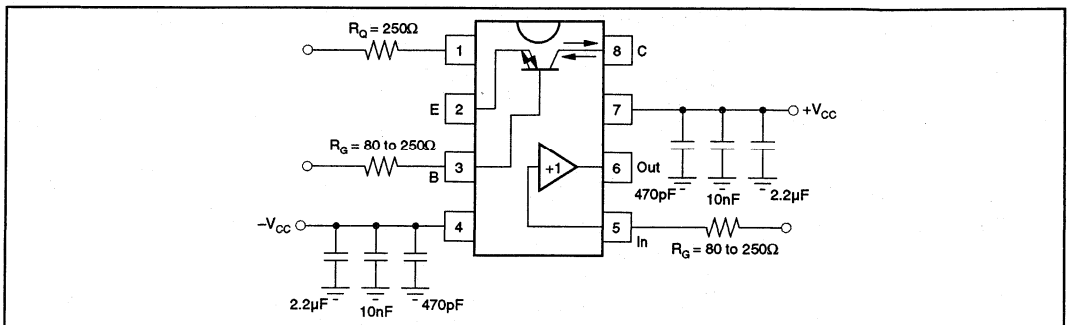 R_Q = 250Ω
1
8 C
E 2
7
+V_CC
R_G = 80 to 250Ω
3
B
+1
6 Out
470pF
10nF
2.2µF
−V_CC
4
5 In
R_G = 80 to 250Ω
2.2µF
10nF
470pF